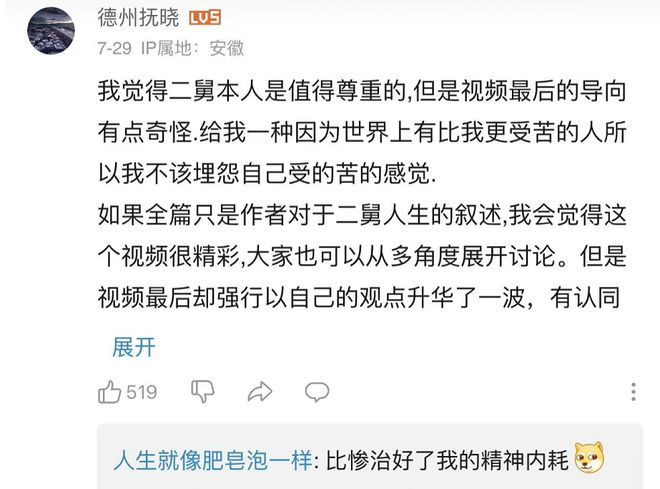 德州抚晓 LV5
7-29 IP属地：安徽
我觉得二舅本人是值得尊重的,但是视频最后的导向
有点奇怪.给我一种因为世界上有比我更受苦的人所
以我不该埋怨自己受的苦的感觉.
如果全篇只是作者对于二舅人生的叙述,我会觉得这
个视频很精彩,大家也可以从多角度展开讨论。但是
视频最后却强行以自己的观点升华了一波，有认同
展开
519
人生就像肥皂泡一样: 比惨治好了我的精神内耗